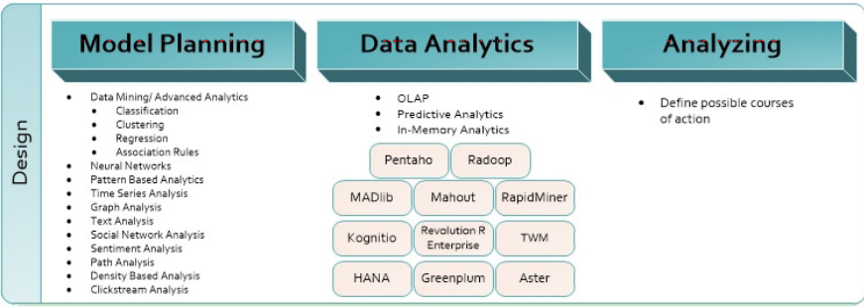 Design
Model Planning
Data Mining/ Advanced Analytics
Classification
Clustering
Regression
Association Rules
Neural Networks
Pattern Based Analytics
Time Series Analysis
Graph Analysis
Text Analysis
Social Network Analysis
Sentiment Analysis
Path Analysis
Density Based Analysis
Clickstream Analysis
Data Analytics
OLAP
Predictive Analytics
In-Memory Analytics
Pentaho
Radoop
MADlib
Mahout
RapidMiner
Kognitio
Revolution R
Enterprise
TWM
HANA
Greenplum
Aster
Analyzing
Define possible courses
of action